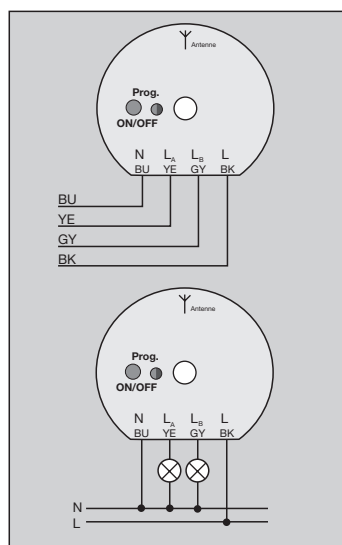 Antenne
Prog.
ON/OFF
N L_A L_B L
BU YE GY BK
BU
YE
GY
BK
Antenne
Prog.
ON/OFF
N L_A L_B L
BU YE GY BK
N
L